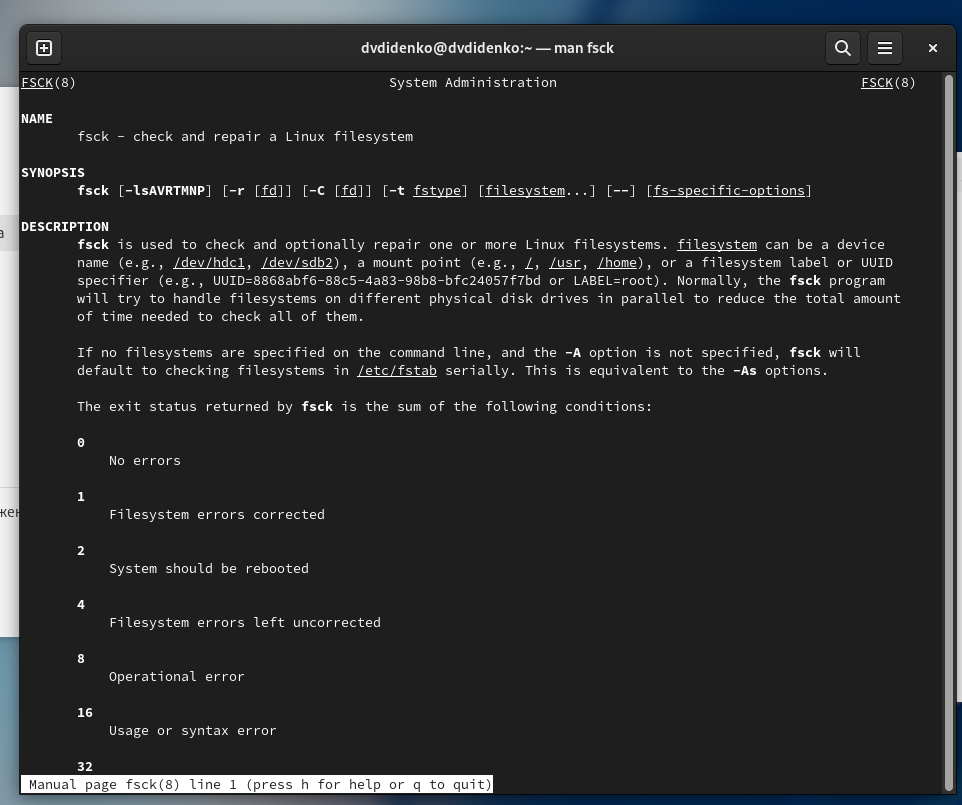 dvdidenko@dvdidenko:~ — man fsck
FSCK(8) System Administration FSCK(8)
NAME
fsck - check and repair a Linux filesystem
SYNOPSIS
fsck [-lsAVRTMNP] [-r [fd]] [-C [fd]] [-t fstype] [filesystem...] [--] [fs-specific-options]
DESCRIPTION
fsck is used to check and optionally repair one or more Linux filesystems. filesystem can be a device
name (e.g., /dev/hdc1, /dev/sdb2), a mount point (e.g., /, /usr, /home), or a filesystem label or UUID
specifier (e.g., UUID=8868abf6-88c5-4a83-98b8-bfc24057f7bd or LABEL=root). Normally, the fsck program
will try to handle filesystems on different physical disk drives in parallel to reduce the total amount
of time needed to check all of them.
If no filesystems are specified on the command line, and the -A option is not specified, fsck will
default to checking filesystems in /etc/fstab serially. This is equivalent to the -As options.
The exit status returned by fsck is the sum of the following conditions:
0
No errors
1
Filesystem errors corrected
2
System should be rebooted
4
Filesystem errors left uncorrected
8
Operational error
16
Usage or syntax error
32
Manual page fsck(8) line 1 (press h for help or q to quit)